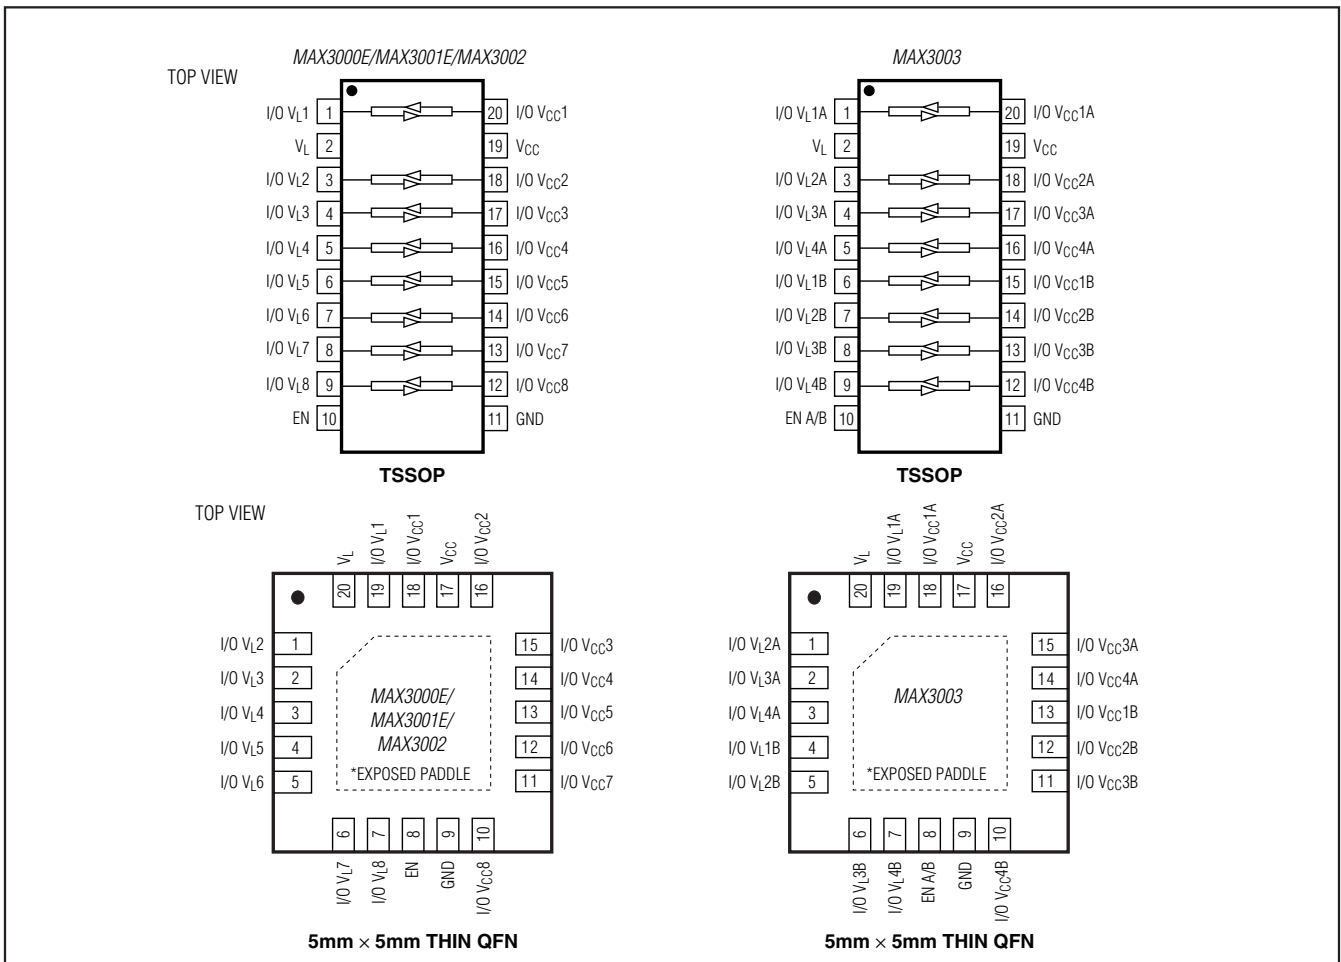 MAX3000E/MAX3001E/MAX3002
MAX3003
TOP VIEW
I/O VL1 1 20 I/O VCC1
VL 2 19 VCC
I/O VL2 3 18 I/O VCC2
I/O VL3 4 17 I/O VCC3
I/O VL4 5 16 I/O VCC4
I/O VL5 6 15 I/O VCC5
I/O VL6 7 14 I/O VCC6
I/O VL7 8 13 I/O VCC7
I/O VL8 9 12 I/O VCC8
EN 10 11 GND
TSSOP
I/O VL1A 1 20 I/O VCC1A
VL 2 19 VCC
I/O VL2A 3 18 I/O VCC2A
I/O VL3A 4 17 I/O VCC3A
I/O VL4A 5 16 I/O VCC4A
I/O VL1B 6 15 I/O VCC1B
I/O VL2B 7 14 I/O VCC2B
I/O VL3B 8 13 I/O VCC3B
I/O VL4B 9 12 I/O VCC4B
EN A/B 10 11 GND
TSSOP
TOP VIEW
VL I/O VL1 I/O VCC1 VCC I/O VCC2
20 19 18 17 16
I/O VL2 1 15 I/O VCC3
I/O VL3 2 14 I/O VCC4
I/O VL4 3 13 I/O VCC5
I/O VL5 4 12 I/O VCC6
I/O VL6 5 11 I/O VCC7
MAX3000E/
MAX3001E/
MAX3002
*EXPOSED PADDLE
6 7 8 9 10
I/O VL7 I/O VL8 EN GND I/O VCC8
5mm × 5mm THIN QFN
VL I/O VL1A I/O VCC1A VCC I/O VCC2A
20 19 18 17 16
I/O VL2A 1 15 I/O VCC3A
I/O VL3A 2 14 I/O VCC4A
I/O VL4A 3 13 I/O VCC1B
I/O VL1B 4 12 I/O VCC2B
I/O VL2B 5 11 I/O VCC3B
MAX3003
*EXPOSED PADDLE
6 7 8 9 10
I/O VL3B I/O VL4B EN A/B GND I/O VCC4B
5mm × 5mm THIN QFN